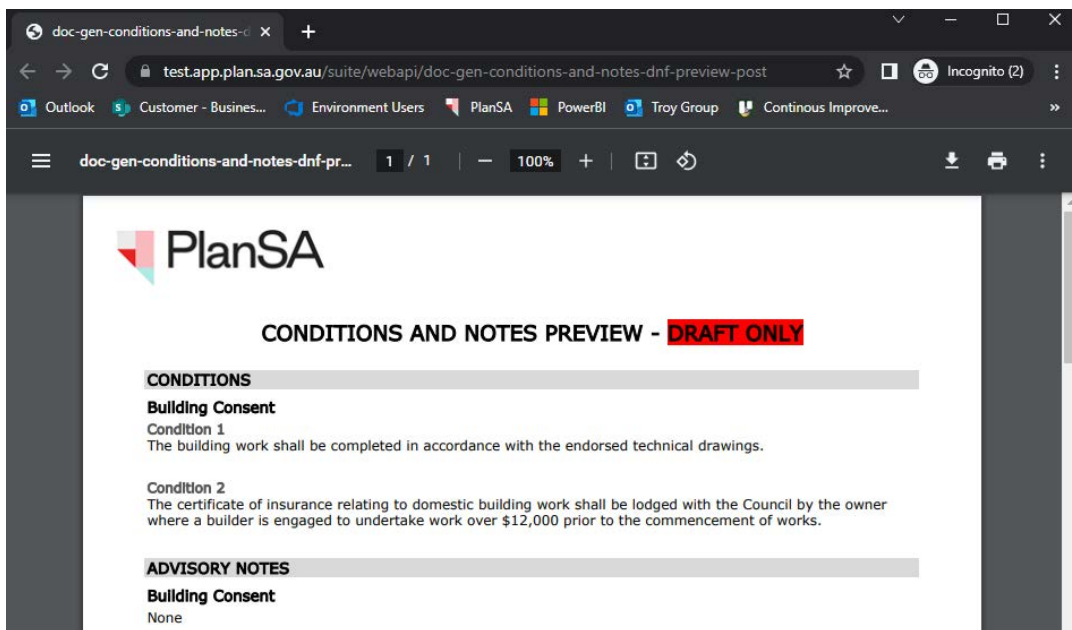 doc-gen-conditions-and-notes-d
test.app.plan.sa.gov.au/suite/webapi/doc-gen-conditions-and-notes-dnf-preview-post
Incognito (2)
Outlook Customer - Busines... Environment Users PlanSA PowerBI Troy Group Continous Improve... »
doc-gen-conditions-and-notes-dnf-pr... 1 / 1 | − 100% + |
PlanSA
CONDITIONS AND NOTES PREVIEW - DRAFT ONLY
CONDITIONS
Building Consent
Condition 1
The building work shall be completed in accordance with the endorsed technical drawings.
Condition 2
The certificate of insurance relating to domestic building work shall be lodged with the Council by the owner
where a builder is engaged to undertake work over $12,000 prior to the commencement of works.
ADVISORY NOTES
Building Consent
None